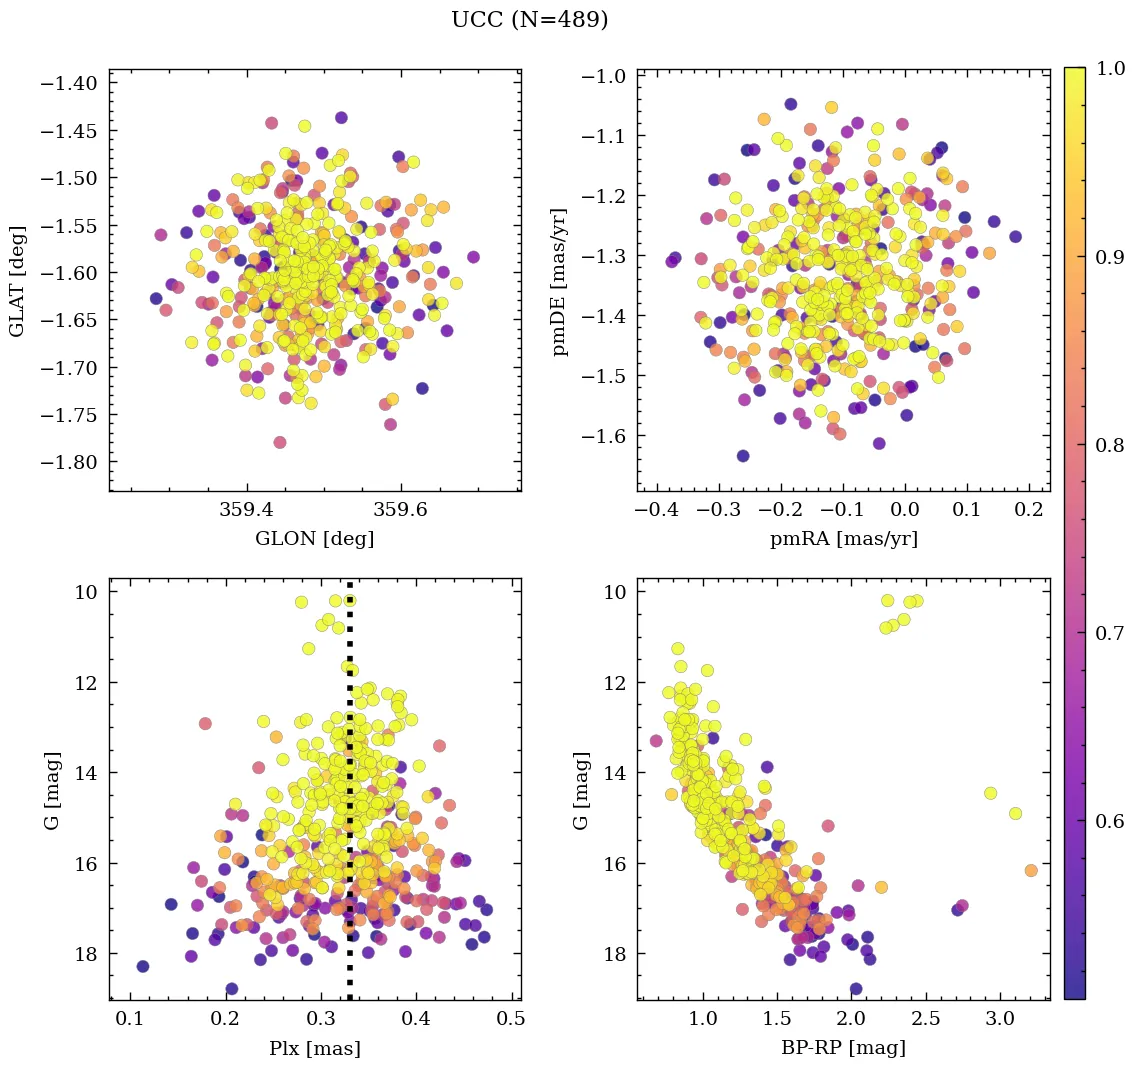 UCC (N=489)
−1.40
−1.45
−1.50
−1.55
−1.60
−1.65
−1.70
−1.75
−1.80
GLAT [deg]
359.4 359.6
GLON [deg]
−1.0
−1.1
−1.2
−1.3
−1.4
−1.5
−1.6
pmDE [mas/yr]
−0.4 −0.3 −0.2 −0.1 0.0 0.1 0.2
pmRA [mas/yr]
10
12
14
16
18
G [mag]
0.1 0.2 0.3 0.4 0.5
Plx [mas]
10
12
14
16
18
G [mag]
1.0 1.5 2.0 2.5 3.0
BP-RP [mag]
1.0
0.9
0.8
0.7
0.6